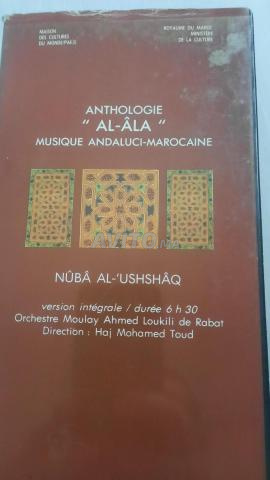 MAISON
DES CULTURES
DU MONDE/PARIS
ROYAUME DU MAROC
MINISTÈRE
DE LA CULTURE
ANTHOLOGIE
" AL-ÂLA "
MUSIQUE ANDALUCI-MAROCAINE
NÛBÂ AL-'USHSHÂQ
version intégrale / durée 6 h 30
Orchestre Moulay Ahmed Loukili de Rabat
Direction : Haj Mohamed Toud